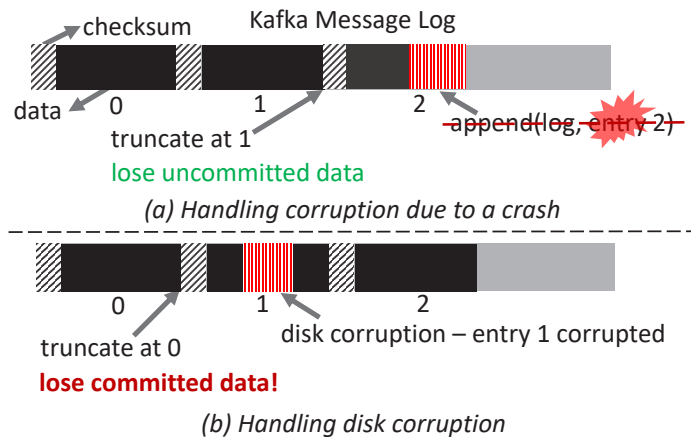 checksum
Kafka Message Log
data
0
1
2
truncate at 1
append(log, entry 2)
lose uncommitted data
(a) Handling corruption due to a crash
0
1
2
truncate at 0
disk corruption – entry 1 corrupted
lose committed data!
(b) Handling disk corruption